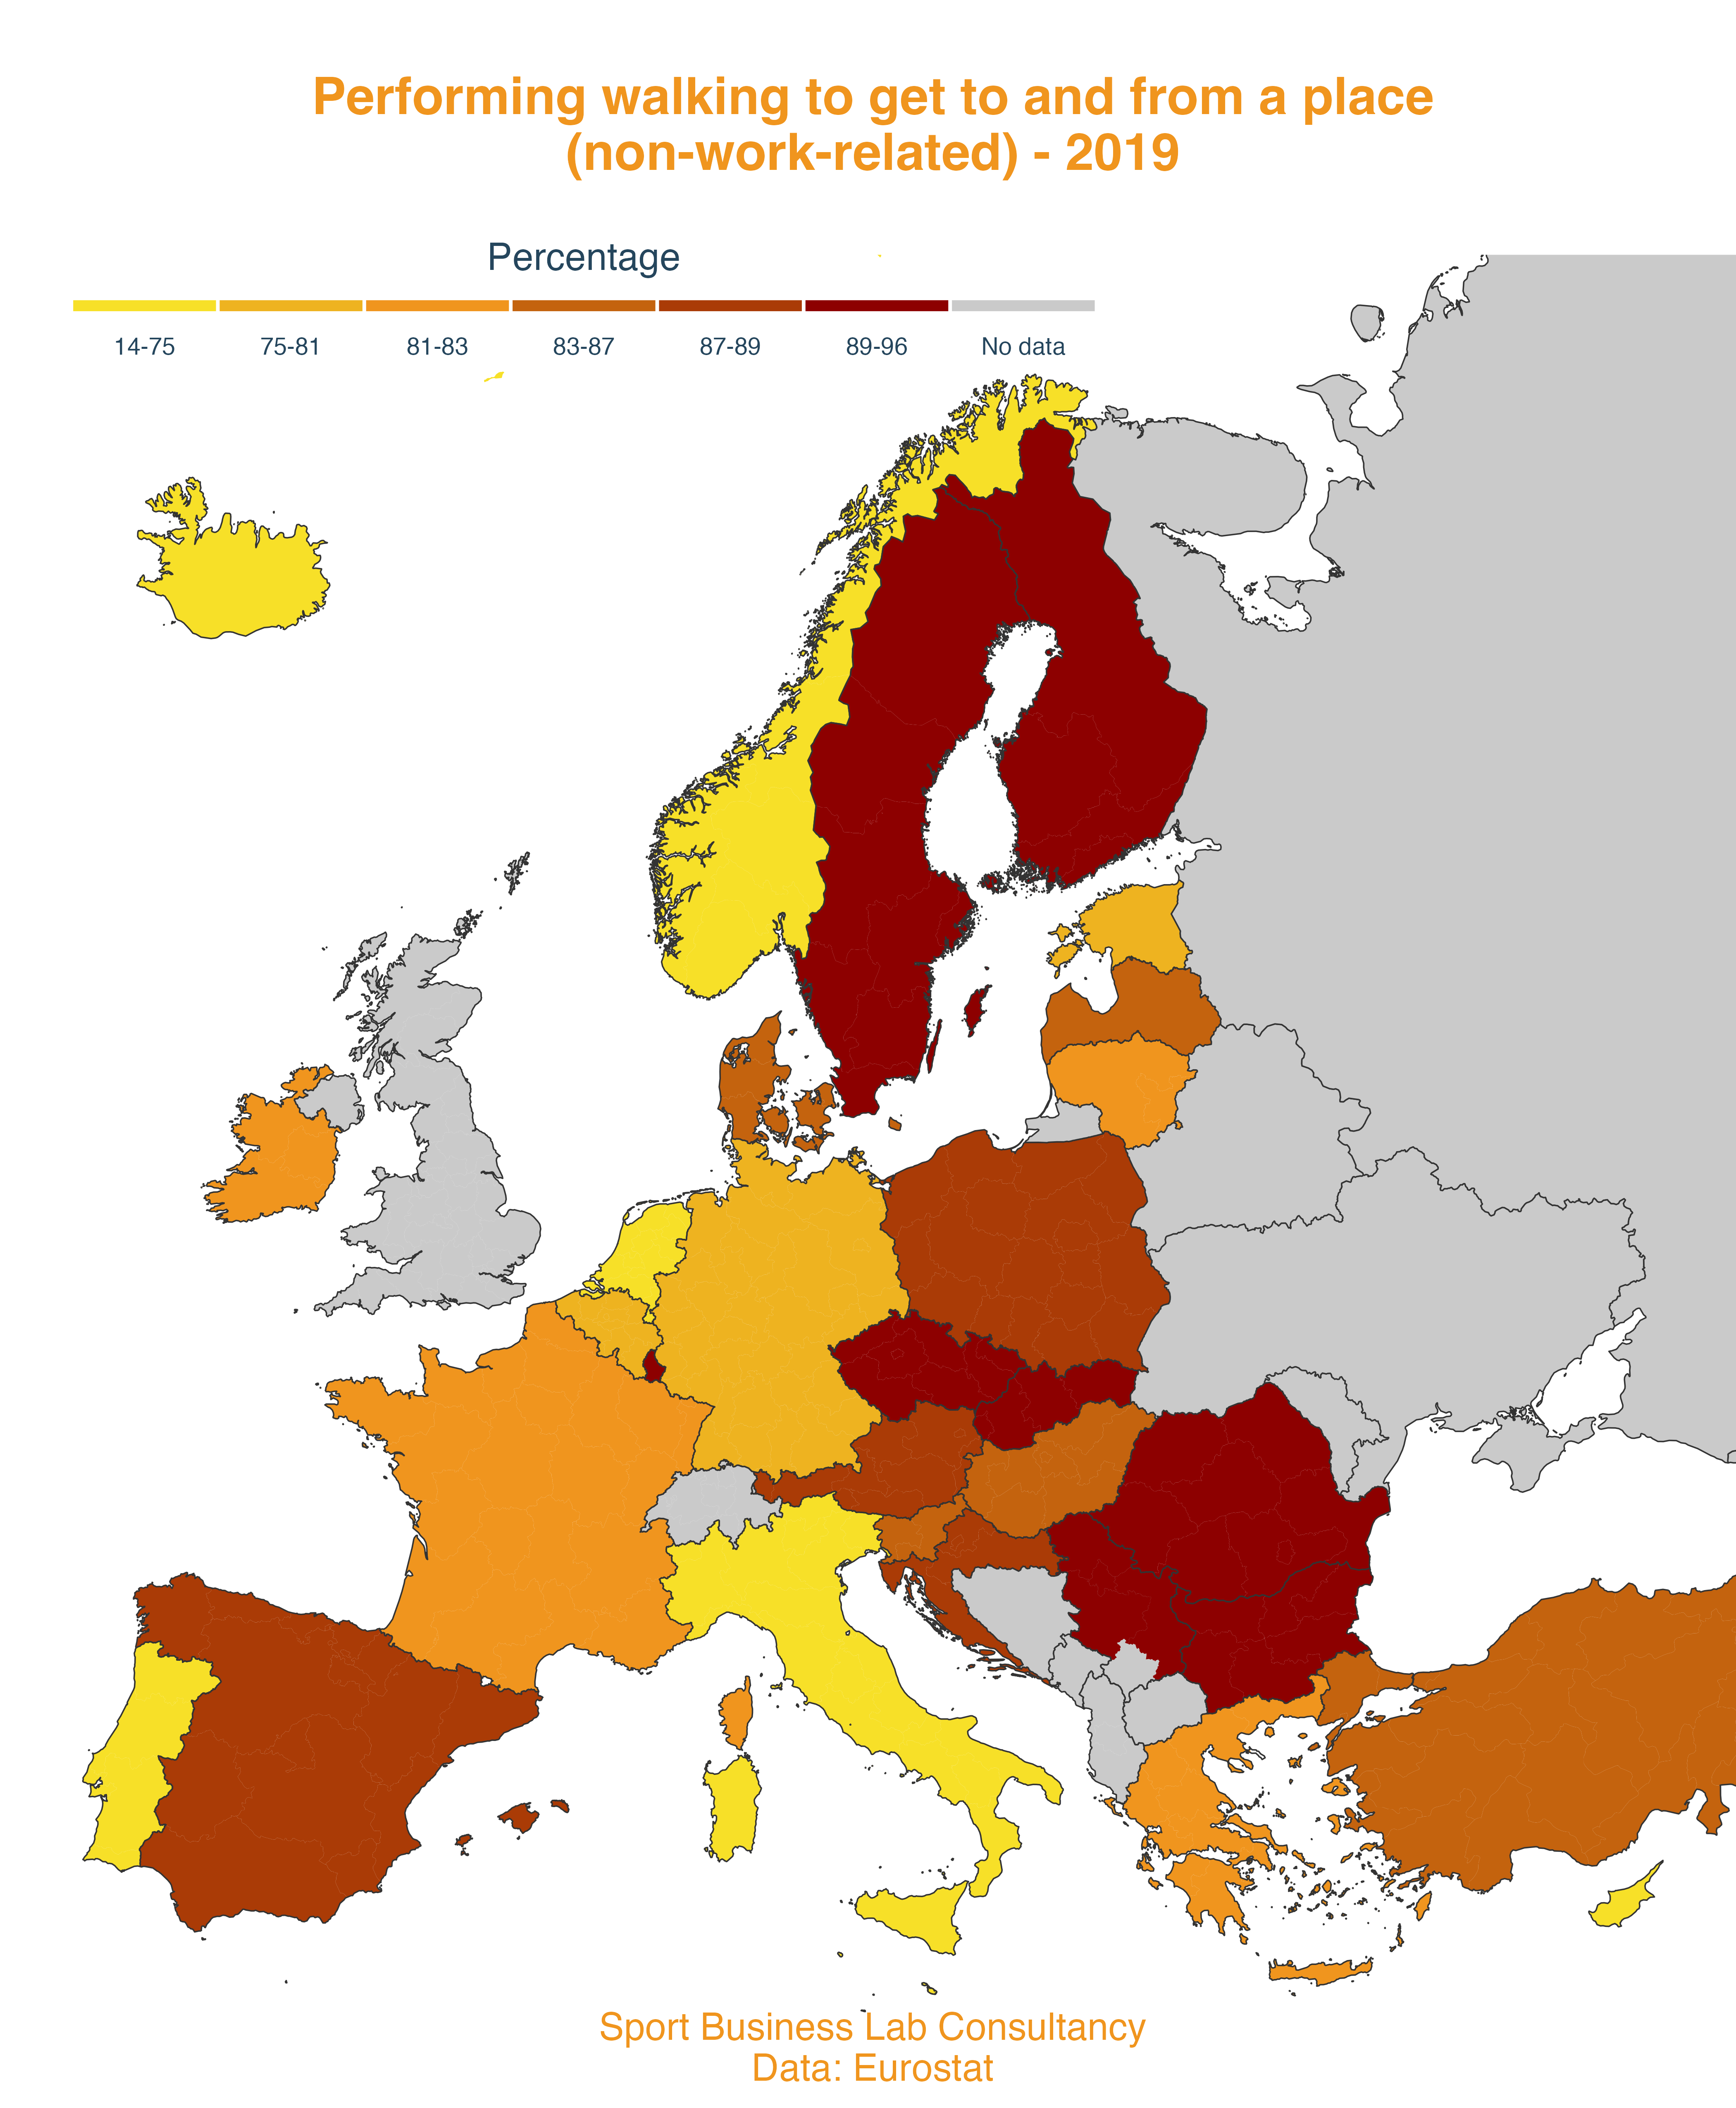 Performing walking to get to and from a place
(non-work-related) - 2019
Percentage
14-75 75-81 81-83 83-87 87-89 89-96 No data
Sport Business Lab Consultancy
Data: Eurostat